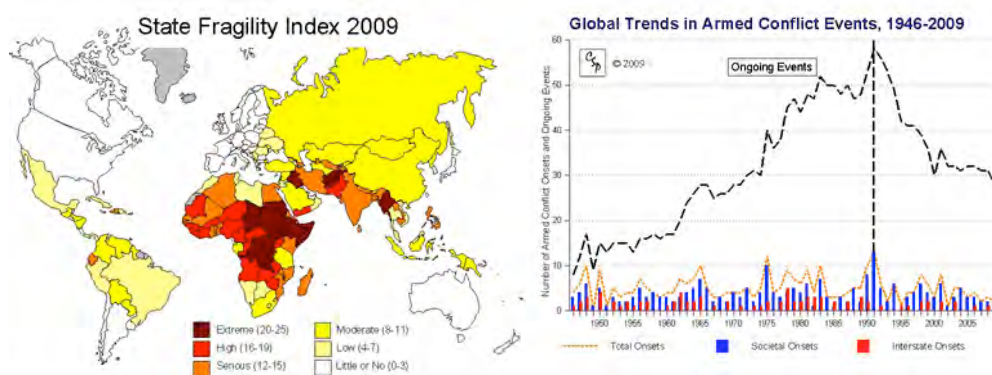 State Fragility Index 2009
Extreme (20-25)
High (16-19)
Serious (12-15)
Moderate (8-11)
Low (4-7)
Little or No (0-3)
Global Trends in Armed Conflict Events, 1946-2009
Number of Armed Conflict Onsets and Ongoing Events
60
50
40
30
20
10
0
© 2009
Ongoing Events
1950 1955 1960 1965 1970 1975 1980 1985 1990 1995 2000 2005
Total Onsets
Societal Onsets
Interstate Onsets